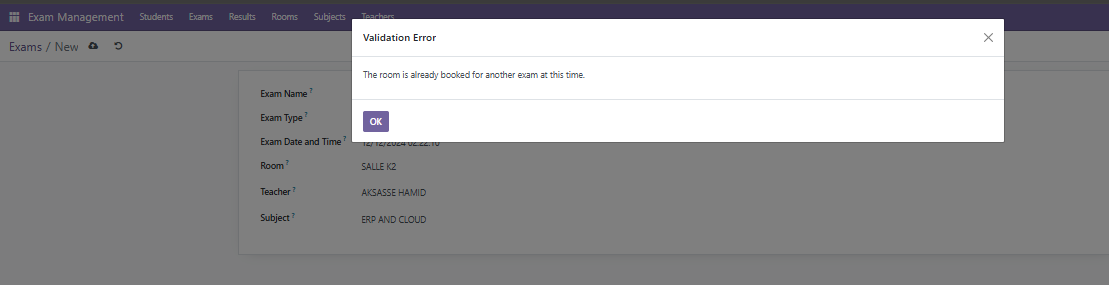 Exam Management Students Exams Results Rooms Subjects Teachers
Validation Error
Exams / New
The room is already booked for another exam at this time.
Exam Name ?
Exam Type ?
OK
Exam Date and Time ? 12/12/2024 02:22:10
Room ? SALLE K2
Teacher ? AKSASSE HAMID
Subject ? ERP AND CLOUD